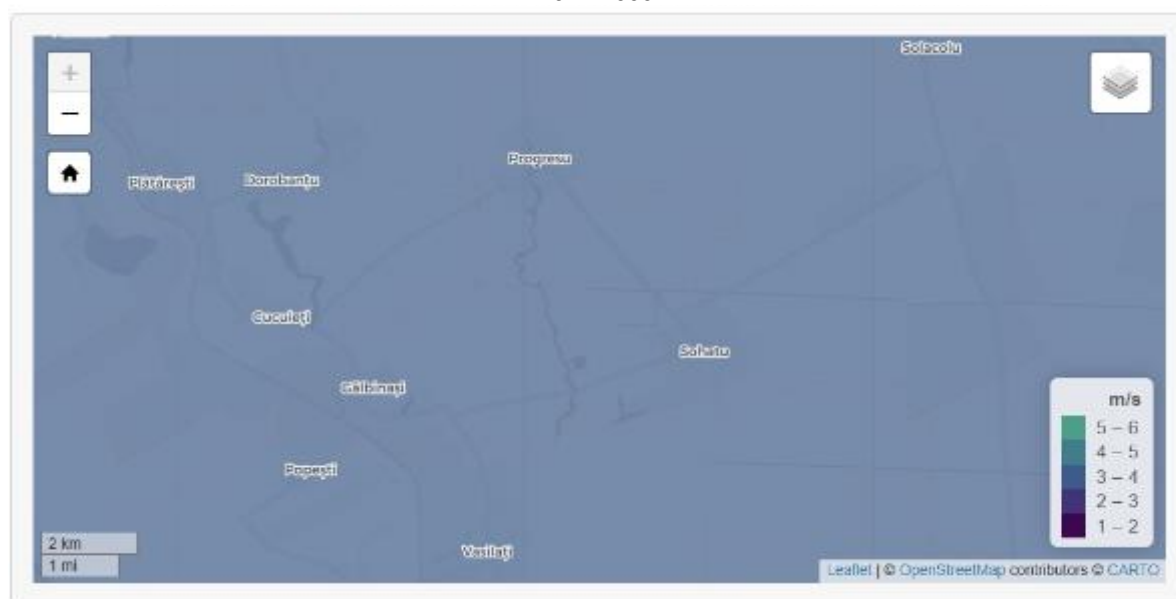 +
−
Solacolu
Progresu
Plătărești
Dorobanțu
Cucuieți
Sohatu
Gălbinași
m/s
5 – 6
4 – 5
3 – 4
2 – 3
1 – 2
Popești
Vasilați
2 km
1 mi
Leaflet | © OpenStreetMap contributors © CARTO